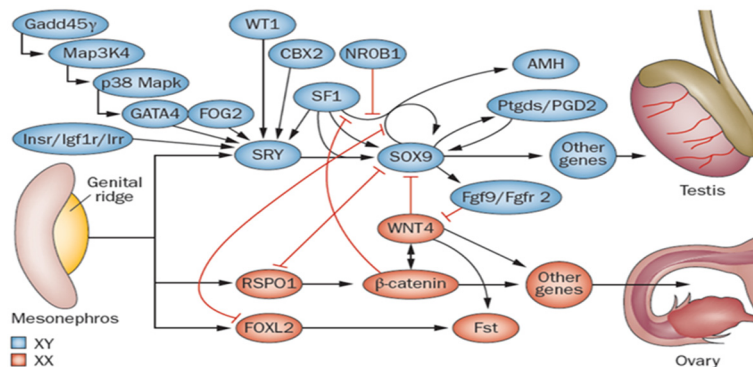 Gadd45γ
WT1
Map3K4
CBX2
NR0B1
AMH
p38 Mapk
SF1
GATA4
FOG2
Ptgds/PGD2
Insr/Igf1r/Irr
SRY
SOX9
Other
genes
Testis
Genital
ridge
Fgf9/Fgfr 2
WNT4
RSPO1
β-catenin
Other
genes
Mesonephros
FOXL2
Fst
XY
XX
Ovary